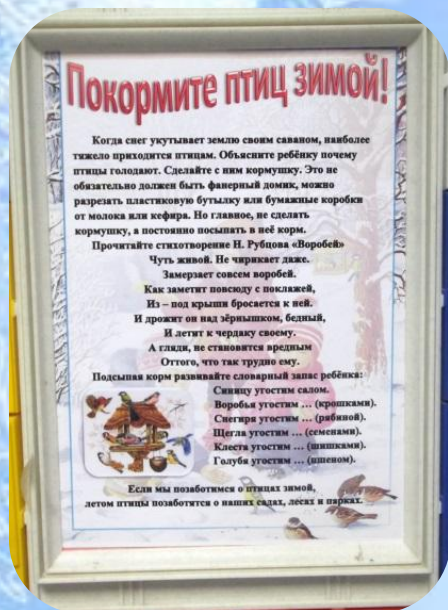 Покормите птиц зимой!
Когда снег укутывает землю своим саваном, наиболее
тяжело приходится птицам. Объясните ребёнку почему
птицы голодают. Сделайте с ним кормушку. Это не
обязательно должен быть фанерный домик, можно
разрезать пластиковую бутылку или бумажные коробки
от молока или кефира. Но главное, не сделать
кормушку, а постоянно посыпать в неё корм.
Прочитайте стихотворение Н. Рубцова «Воробей»
Чуть живой. Не чирикает даже.
Замерзает совсем воробей.
Как заметит повсюду с поклажей,
Из – под крыши бросается к ней.
И дрожит он над зёрнышком, бедный,
И летит к чердаку своему.
А гляди, не становится вредным
Оттого, что так трудно ему.
Подсыпая корм развивайте словарный запас ребёнка:
Синицу угостим салом.
Воробья угостим … (крошками).
Снегиря угостим … (рябиной).
Щегла угостим … (семенами).
Клеста угостим … (шишками).
Голубя угостим … (пшеном).
Если мы позаботимся о птицах зимой,
летом птицы позаботятся о наших садах, лесах и парках.